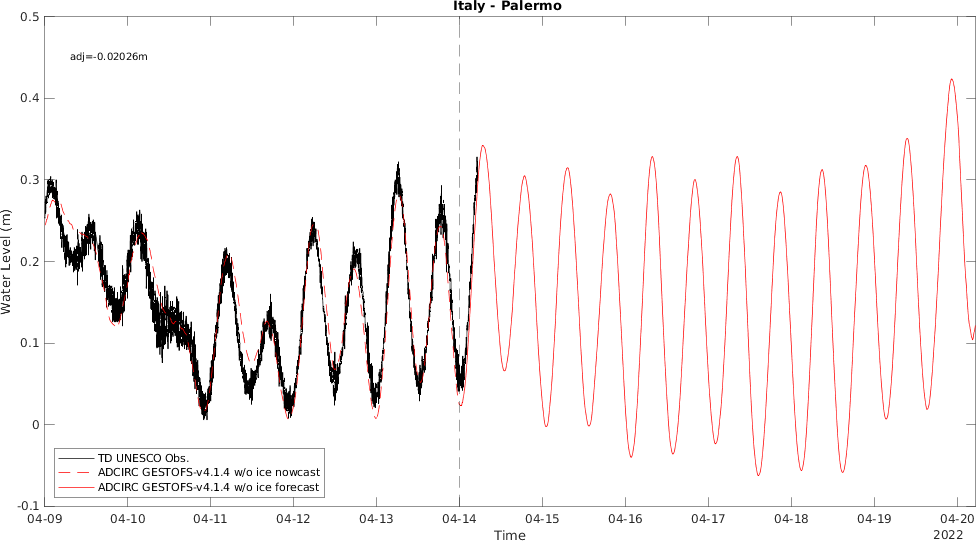 Italy - Palermo
0.5
adj=-0.02026m
0.4
0.3
Water Level (m)
0.2
0.1
0
TD UNESCO Obs.
ADCIRC GESTOFS-v4.1.4 w/o ice nowcast
ADCIRC GESTOFS-v4.1.4 w/o ice forecast
-0.1
04-09 04-10 04-11 04-12 04-13 04-14 04-15 04-16 04-17 04-18 04-19 04-20
Time
2022